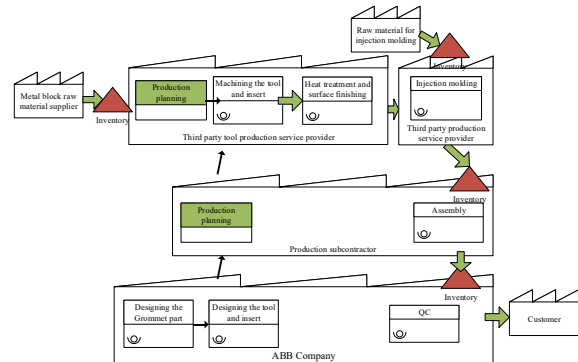 Raw material for
injection molding
Inventory
Metal block raw
material supplier
Inventory
Production
planning
Machining the tool
and insert
Heat treatment and
surface finishing
Third party tool production service provider
Injection molding
Third party production
service provider
Inventory
Production
planning
Assembly
Production subcontractor
Inventory
Designing the
Grommet part
Designing the tool
and insert
QC
ABB Company
Customer